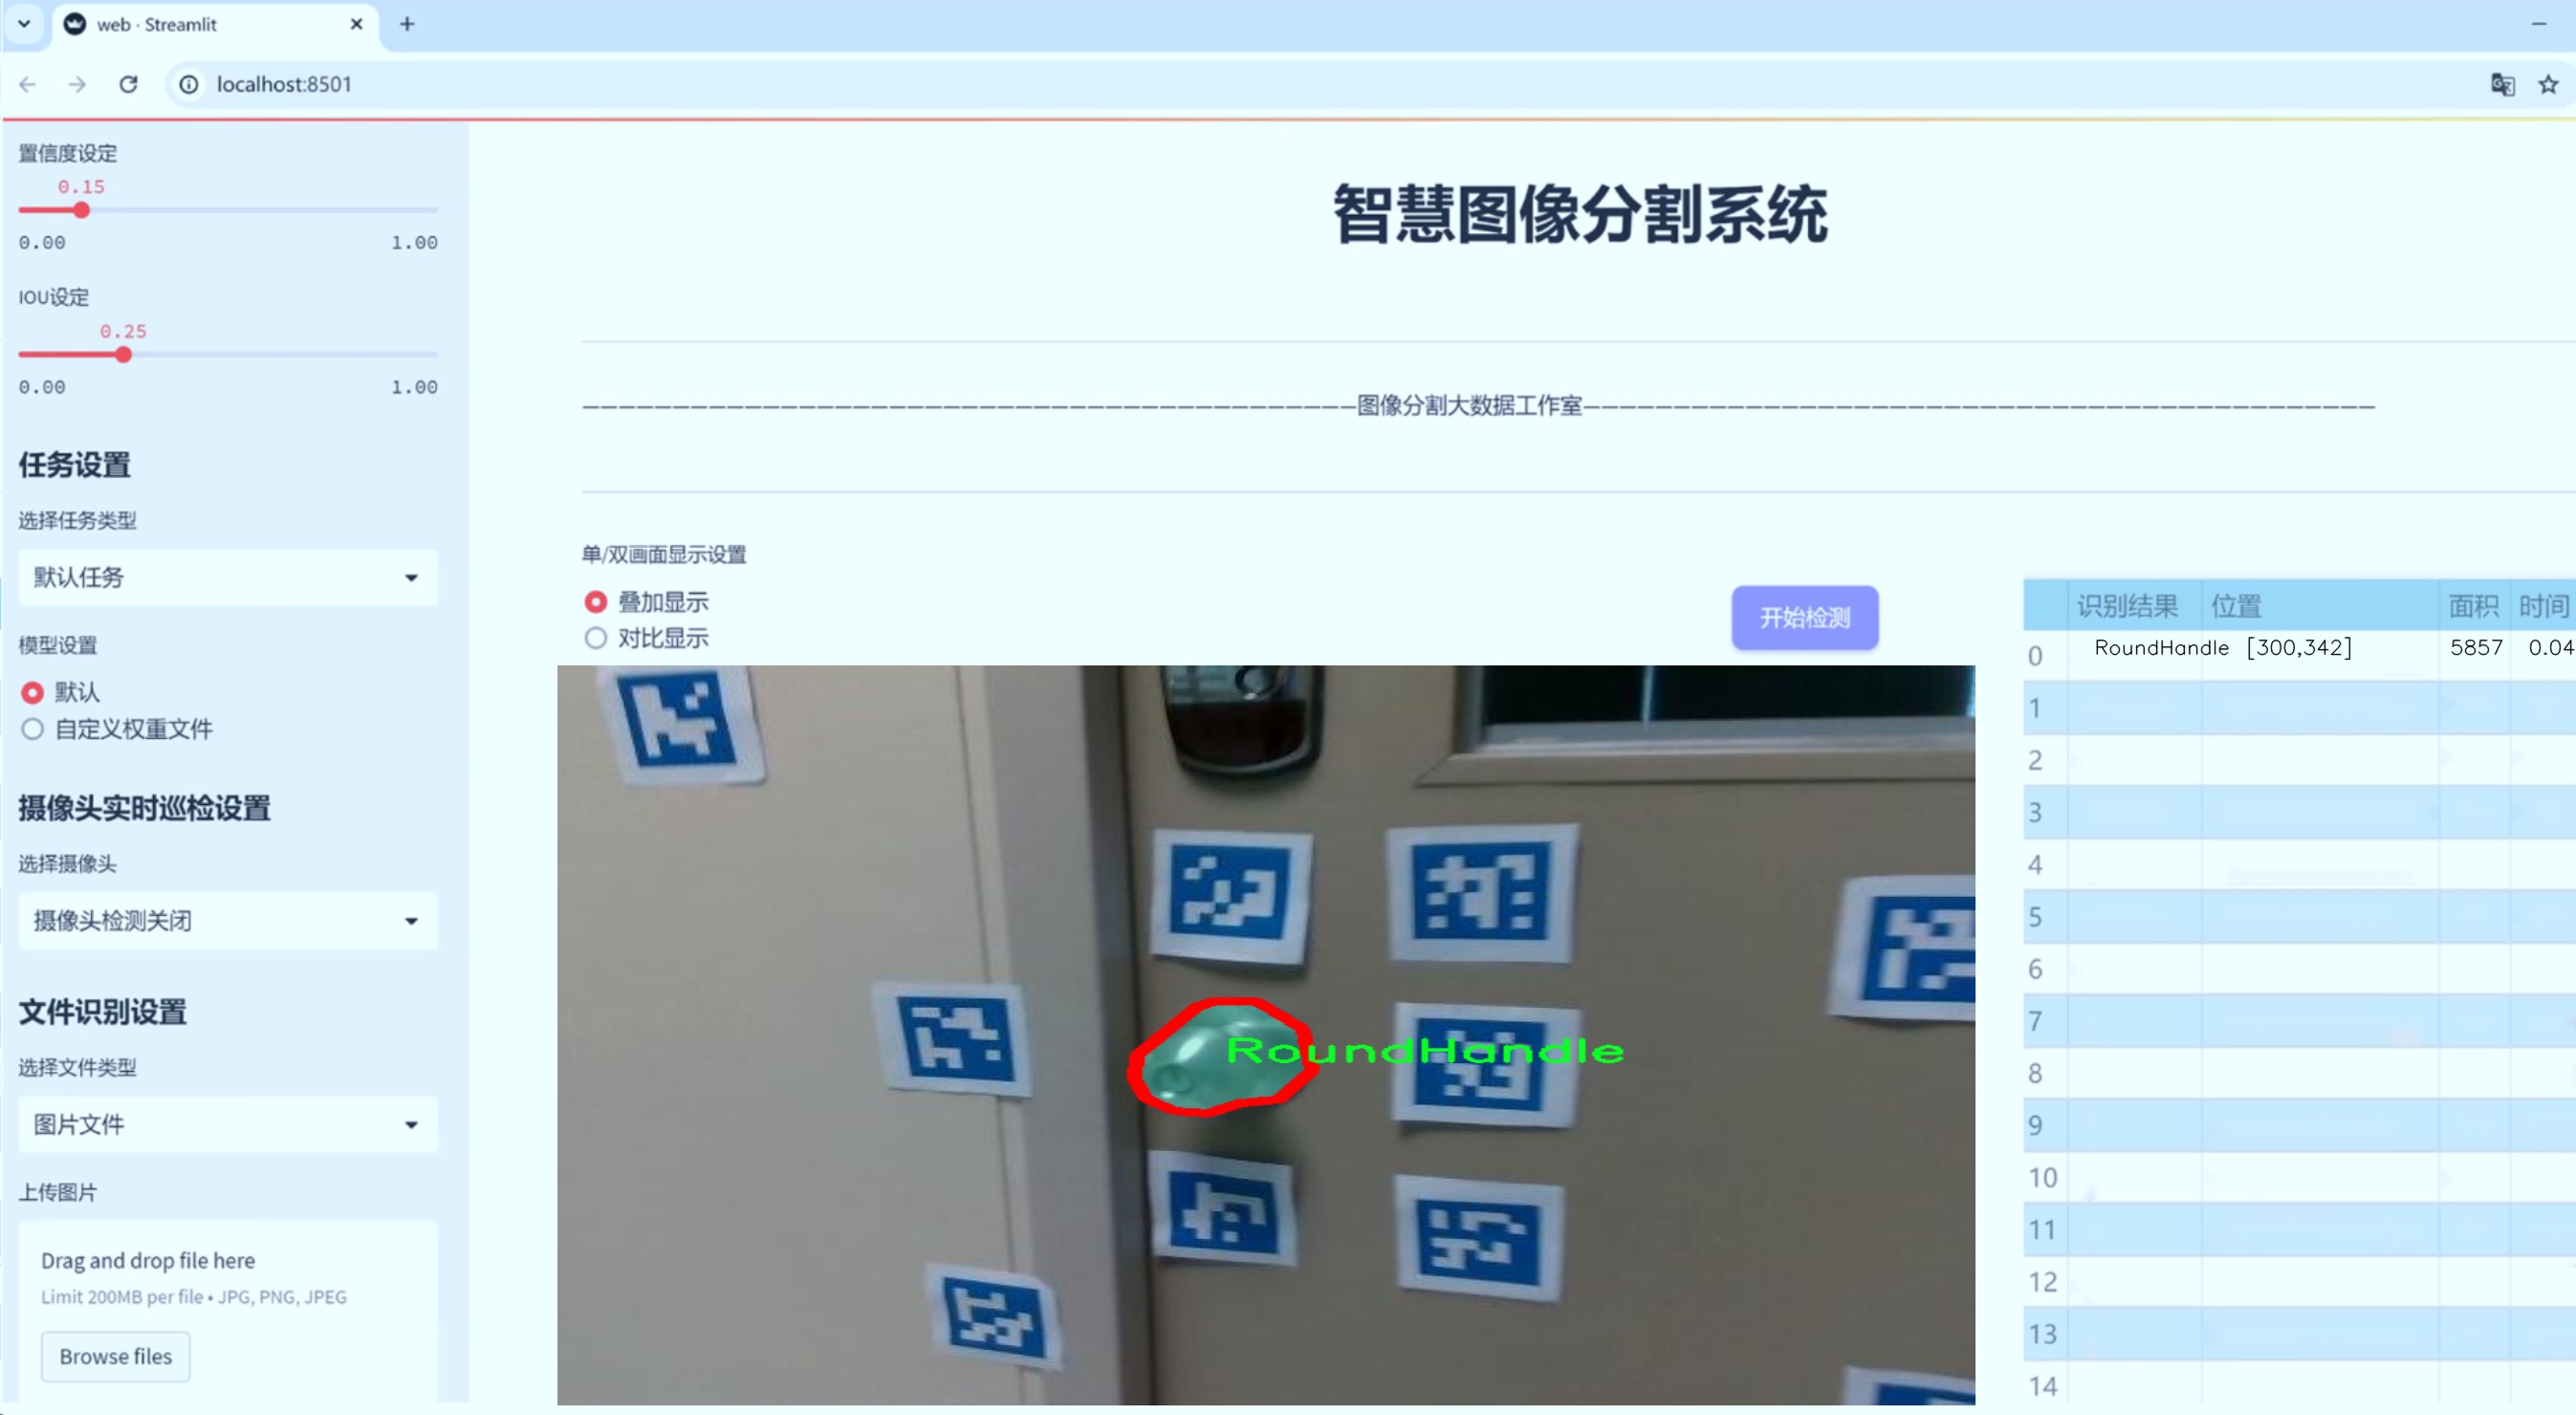 web · Streamlit
localhost:8501
置信度设定
0.15
0.00 1.00
IOU设定
0.25
0.00 1.00
任务设置
选择任务类型
默认任务
模型设置
默认
自定义权重文件
摄像头实时巡检设置
选择摄像头
摄像头检测关闭
文件识别设置
选择文件类型
图片文件
上传图片
Drag and drop file here
Limit 200MB per file • JPG, PNG, JPEG
Browse files
智慧图像分割系统
图像分割大数据工作室
单/双画面显示设置
叠加显示
对比显示
开始检测
RoundHandle
识别结果 位置 面积 时间
0 RoundHandle [300,342] 5857 0.04
1
2
3
4
5
6
7
8
9
10
11
12
13
14